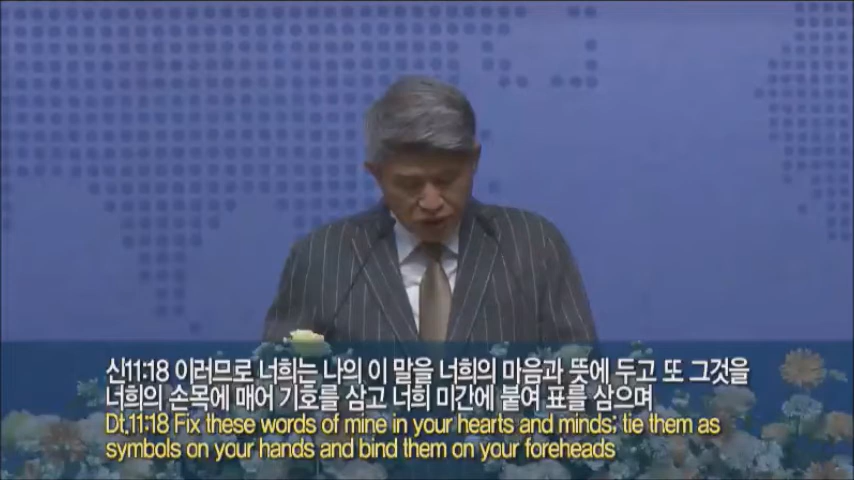 신11:18 이러므로 너희는 나의 이 말을 너희의 마음과 뜻에 두고 또 그것을
너희의 손목에 매어 기호를 삼고 너희 미간에 붙여 표를 삼으며
Dt.11:18 Fix these words of mine in your hearts and minds; tie them as
symbols on your hands and bind them on your foreheads